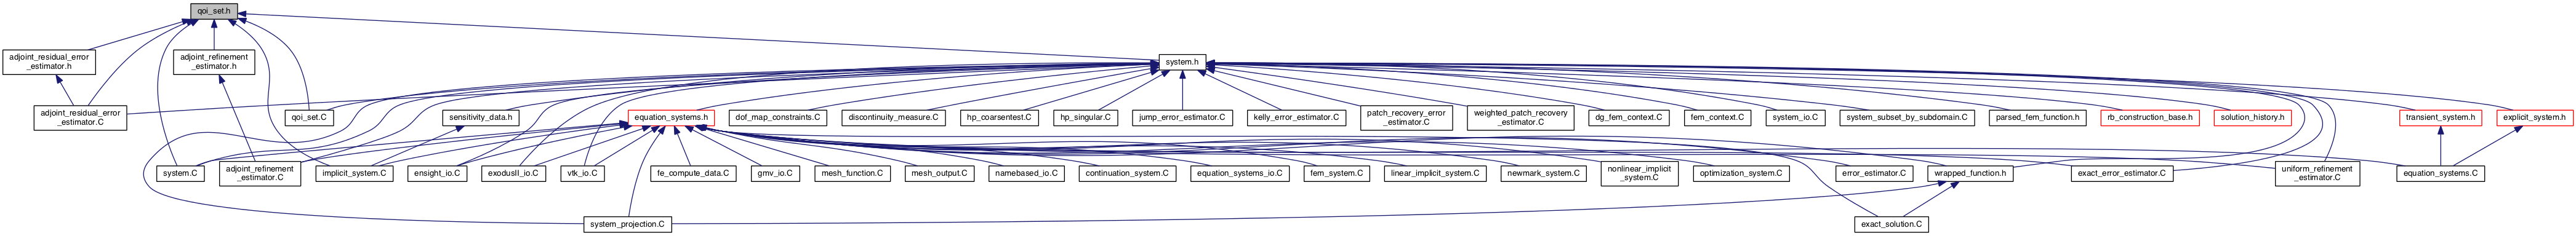 qoi_set.h
adjoint_residual_error
_estimator.h
adjoint_refinement
_estimator.h
system.h
adjoint_residual_error
_estimator.C
qoi_set.C
sensitivity_data.h
equation_systems.h
dof_map_constraints.C
discontinuity_measure.C
hp_coarsentest.C
hp_singular.C
jump_error_estimator.C
kelly_error_estimator.C
patch_recovery_error
_estimator.C
weighted_patch_recovery
_estimator.C
dg_fem_context.C
fem_context.C
system_io.C
system_subset_by_subdomain.C
parsed_fem_function.h
rb_construction_base.h
solution_history.h
transient_system.h
explicit_system.h
system.C
adjoint_refinement
_estimator.C
implicit_system.C
ensight_io.C
exodusII_io.C
vtk_io.C
fe_compute_data.C
gmv_io.C
mesh_function.C
mesh_output.C
namebased_io.C
continuation_system.C
equation_systems_io.C
fem_system.C
linear_implicit_system.C
newmark_system.C
nonlinear_implicit
_system.C
optimization_system.C
error_estimator.C
wrapped_function.h
exact_error_estimator.C
uniform_refinement
_estimator.C
equation_systems.C
system_projection.C
exact_solution.C